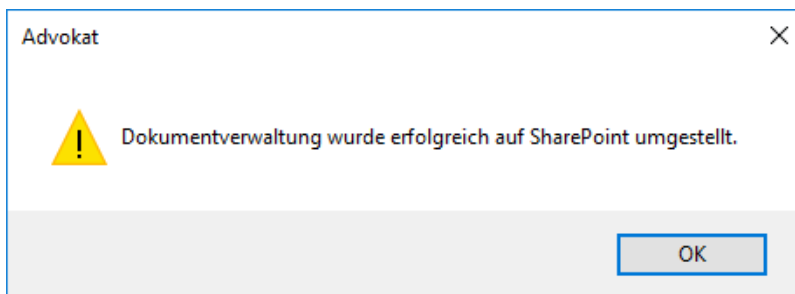 Advokat
Dokumentverwaltung wurde erfolgreich auf SharePoint umgestellt.
OK